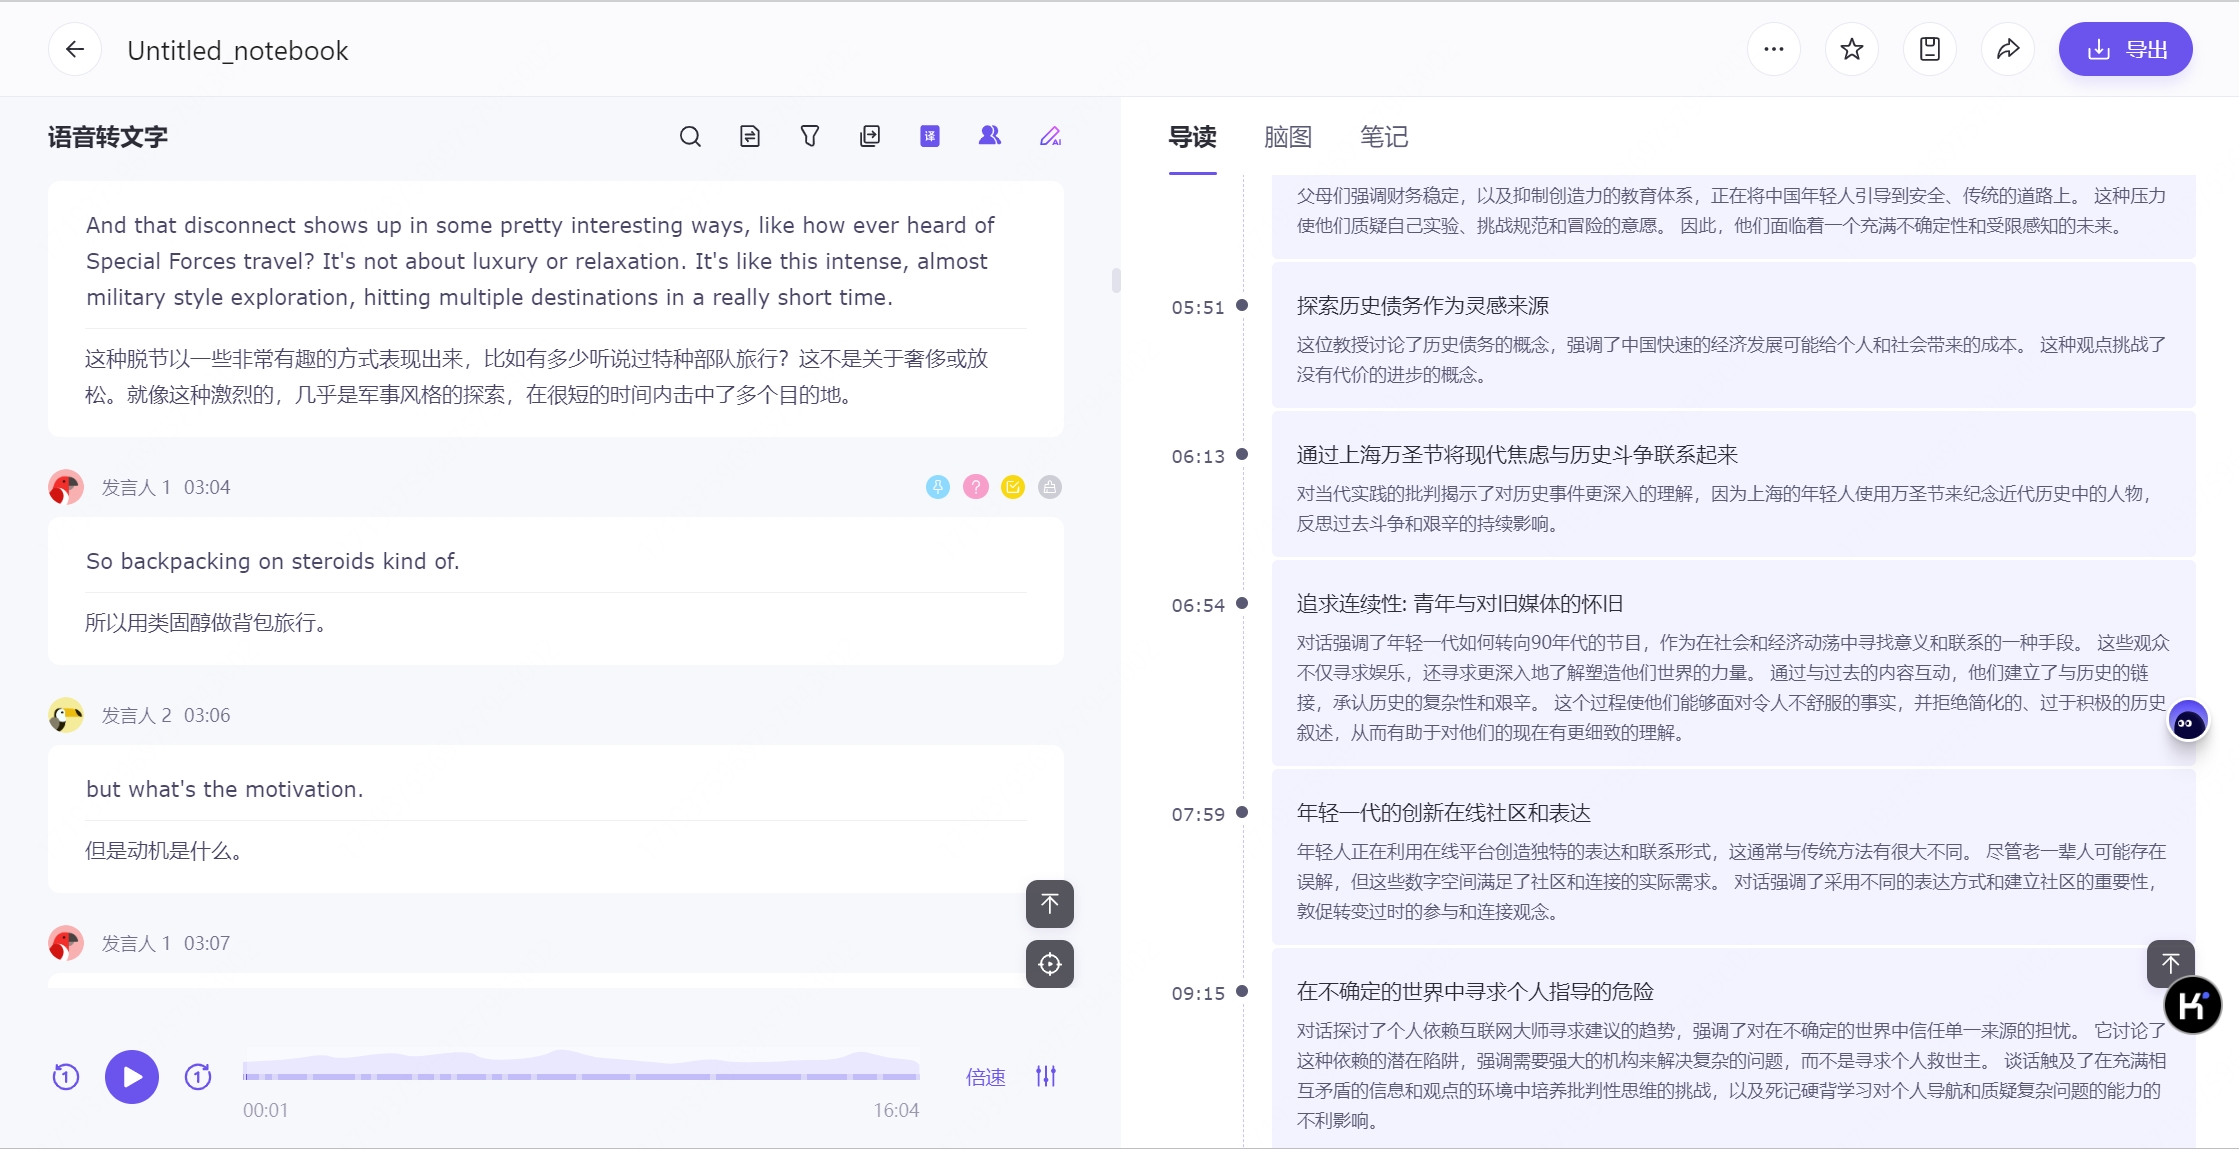 Untitled_notebook
导出
语音转文字
译
AI
And that disconnect shows up in some pretty interesting ways, like how ever heard of
Special Forces travel? It's not about luxury or relaxation. It's like this intense, almost
military style exploration, hitting multiple destinations in a really short time.
这种脱节以一些非常有趣的方式表现出来，比如有多少听说过特种部队旅行？这不是关于奢侈或放
松。就像这种激烈的，几乎是军事风格的探索，在很短的时间内击中了多个目的地。
发言人 1 03:04
So backpacking on steroids kind of.
所以用类固醇做背包旅行。
发言人 2 03:06
but what's the motivation.
但是动机是什么。
发言人 1 03:07
1
1
00:01
16:04
倍速
导读 脑图 笔记
父母们强调财务稳定，以及抑制创造力的教育体系，正在将中国年轻人引导到安全、传统的道路上。 这种压力
使他们质疑自己实验、挑战规范和冒险的意愿。 因此，他们面临着一个充满不确定性和受限感知的未来。
05:51
探索历史债务作为灵感来源
这位教授讨论了历史债务的概念，强调了中国快速的经济发展可能给个人和社会带来的成本。 这种观点挑战了
没有代价的进步的概念。
06:13
通过上海万圣节将现代焦虑与历史斗争联系起来
对当代实践的批判揭示了对历史事件更深入的理解，因为上海的年轻人使用万圣节来纪念近代历史中的人物，
反思过去斗争和艰辛的持续影响。
06:54
追求连续性: 青年与对旧媒体的怀旧
对话强调了年轻一代如何转向90年代的节目，作为在社会和经济动荡中寻找意义和联系的一种手段。 这些观众
不仅寻求娱乐，还寻求更深入地了解塑造他们世界的力量。 通过与过去的内容互动，他们建立了与历史的链
接，承认历史的复杂性和艰辛。 这个过程使他们能够面对令人不舒服的事实，并拒绝简化的、过于积极的历史
叙述，从而有助于对他们的现在有更细致的理解。
07:59
年轻一代的创新在线社区和表达
年轻人正在利用在线平台创造独特的表达和联系形式，这通常与传统方法有很大不同。 尽管老一辈人可能存在
误解，但这些数字空间满足了社区和连接的实际需求。 对话强调了采用不同的表达方式和建立社区的重要性，
敦促转变过时的参与和连接观念。
09:15
在不确定的世界中寻求个人指导的危险
对话探讨了个人依赖互联网大师寻求建议的趋势，强调了对在不确定的世界中信任单一来源的担忧。 它讨论了
这种依赖的潜在陷阱，强调需要强大的机构来解决复杂的问题，而不是寻求个人救世主。 谈话触及了在充满相
互矛盾的信息和观点的环境中培养批判性思维的挑战，以及死记硬背学习对个人导航和质疑复杂问题的能力的
不利影响。
K